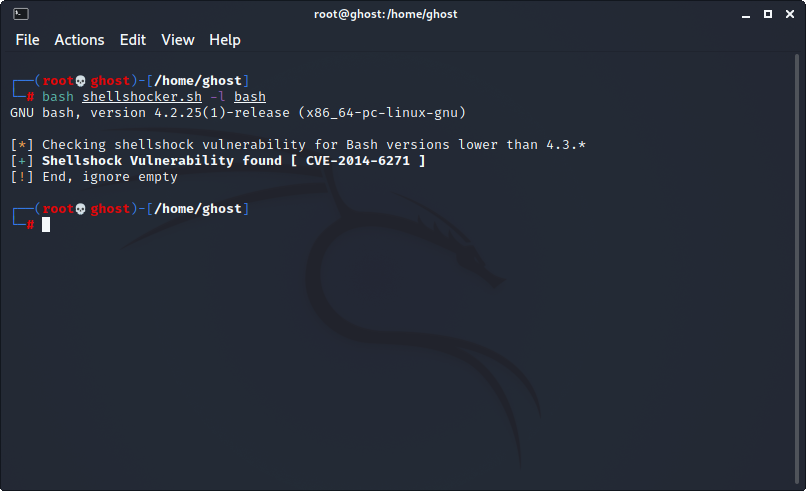 root@ghost:/home/ghost
File Actions Edit View Help
┌──(root💀ghost)-[/home/ghost]
└─# bash shellshocker.sh -l bash
GNU bash, version 4.2.25(1)-release (x86_64-pc-linux-gnu)
[*] Checking shellshock vulnerability for Bash versions lower than 4.3.*
[+] Shellshock Vulnerability found [ CVE-2014-6271 ]
[!] End, ignore empty
┌──(root💀ghost)-[/home/ghost]
└─#